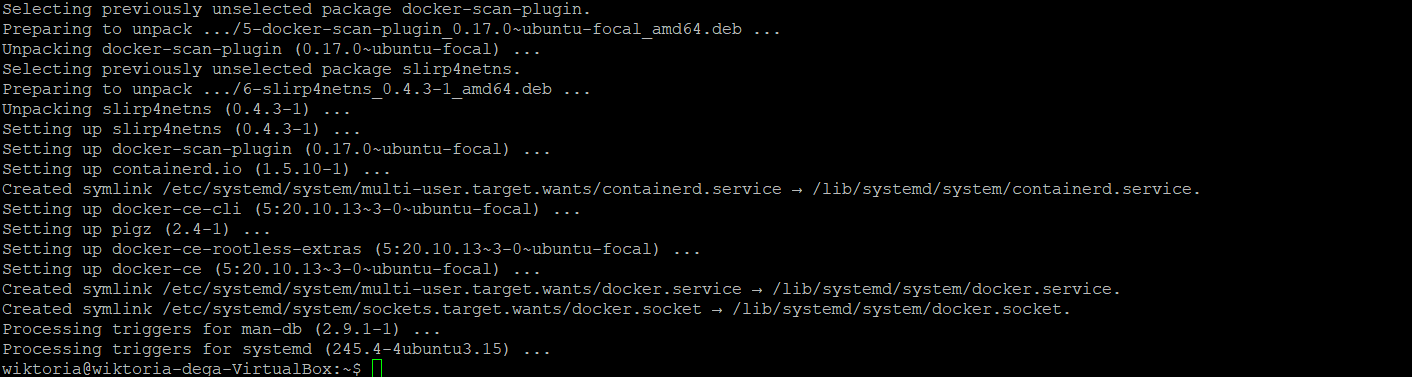 Selecting previously unselected package docker-scan-plugin.
Preparing to unpack .../5-docker-scan-plugin_0.17.0~ubuntu-focal_amd64.deb ...
Unpacking docker-scan-plugin (0.17.0~ubuntu-focal) ...
Selecting previously unselected package slirp4netns.
Preparing to unpack .../6-slirp4netns_0.4.3-1_amd64.deb ...
Unpacking slirp4netns (0.4.3-1) ...
Setting up slirp4netns (0.4.3-1) ...
Setting up docker-scan-plugin (0.17.0~ubuntu-focal) ...
Setting up containerd.io (1.5.10-1) ...
Created symlink /etc/systemd/system/multi-user.target.wants/containerd.service → /lib/systemd/system/containerd.service.
Setting up docker-ce-cli (5:20.10.13~3-0~ubuntu-focal) ...
Setting up pigz (2.4-1) ...
Setting up docker-ce-rootless-extras (5:20.10.13~3-0~ubuntu-focal) ...
Setting up docker-ce (5:20.10.13~3-0~ubuntu-focal) ...
Created symlink /etc/systemd/system/multi-user.target.wants/docker.service → /lib/systemd/system/docker.service.
Created symlink /etc/systemd/system/sockets.target.wants/docker.socket → /lib/systemd/system/docker.socket.
Processing triggers for man-db (2.9.1-1) ...
Processing triggers for systemd (245.4-4ubuntu3.15) ...
wiktoria@wiktoria-dega-VirtualBox:~$